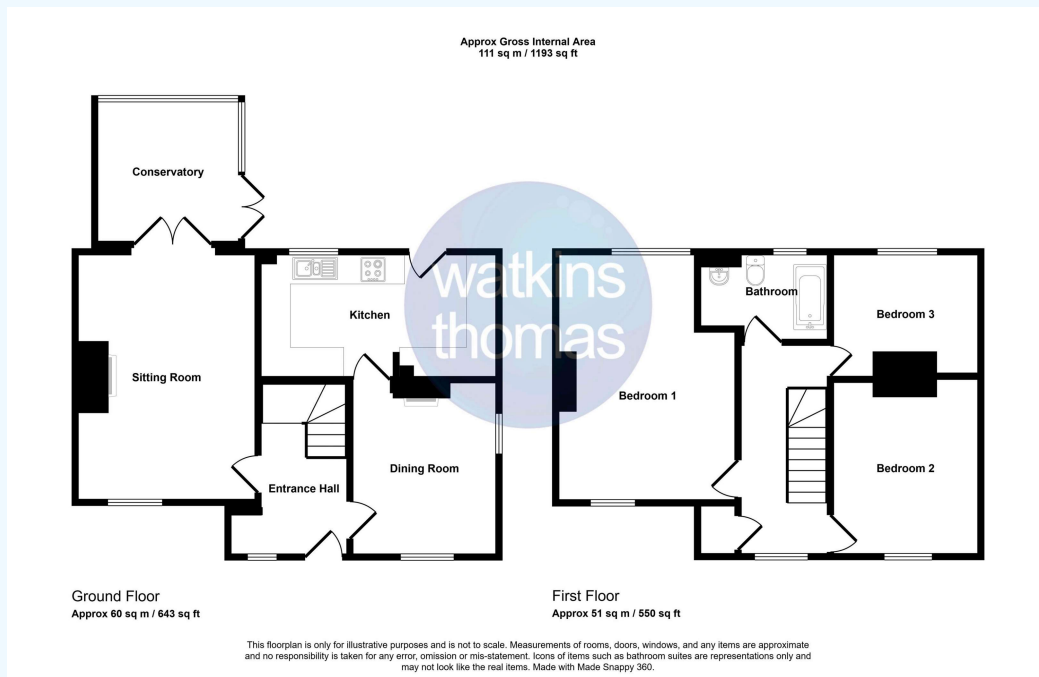 Approx Gross Internal Area
111 sq m / 1193 sq ft
Conservatory
Sitting Room
Kitchen
Entrance Hall
Dining Room
watkins
thomas
Bathroom
Bedroom 3
Bedroom 1
Bedroom 2
Ground Floor
Approx 60 sq m / 643 sq ft
First Floor
Approx 51 sq m / 550 sq ft
This floorplan is only for illustrative purposes and is not to scale. Measurements of rooms, doors, windows, and any items are approximate
and no responsibility is taken for any error, omission or mis-statement. Icons of items such as bathroom suites are representations only and
may not look like the real items. Made with Made Snappy 360.